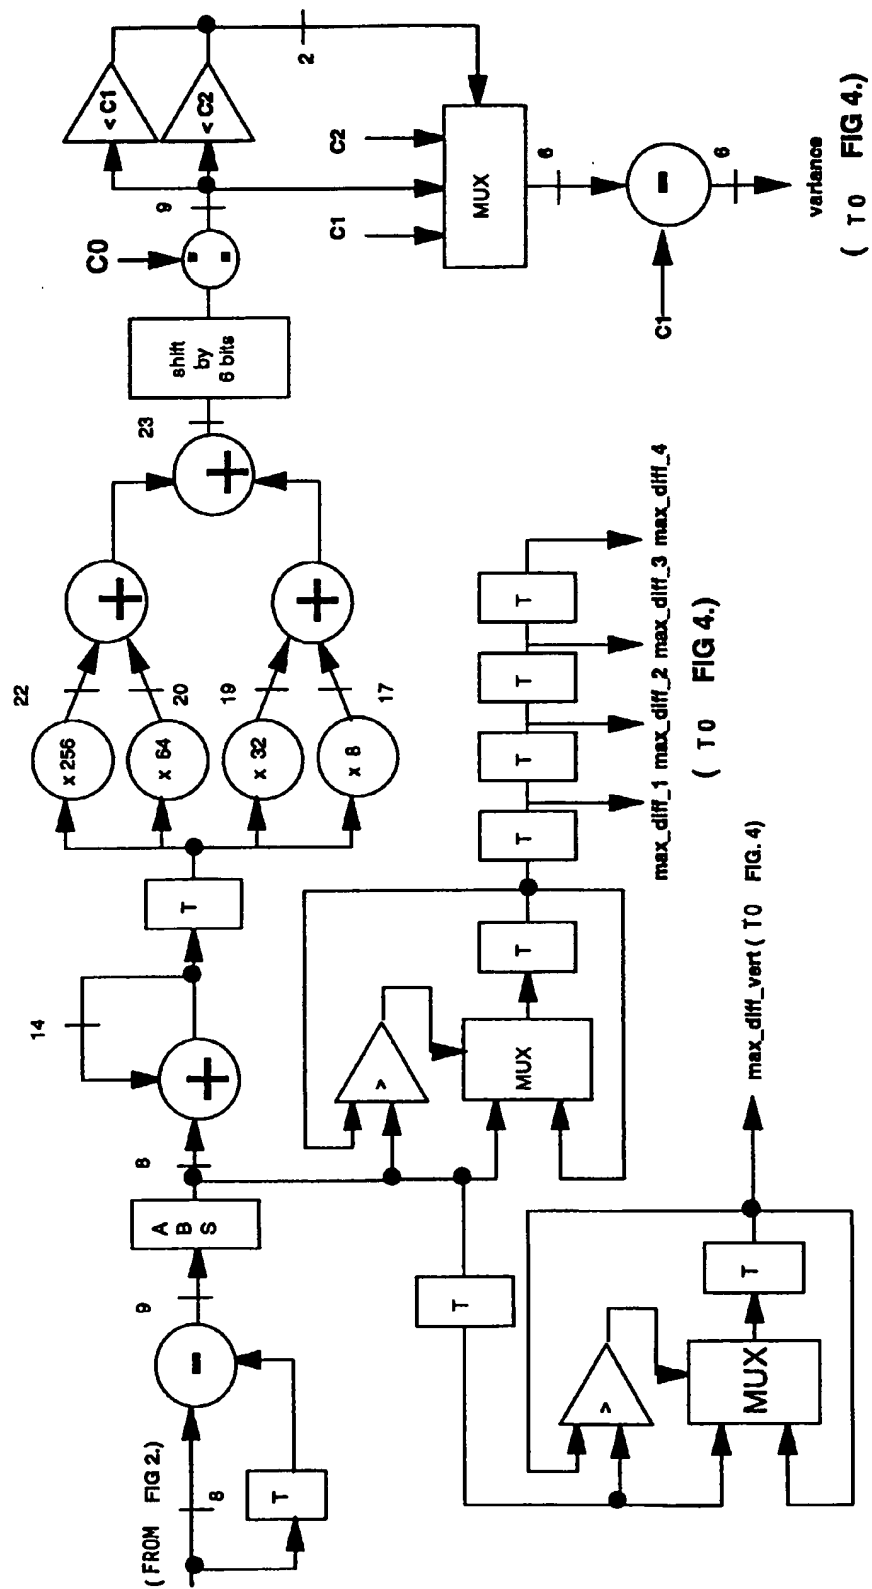 (FROM FIG 2.)
8
T
-
9
A
B
S
8
+
14
T
x 256
x 64
x 32
x 8
22
20
19
17
+
+
+
23
shift
by
6 bits
C0
9
< C1
< C2
2
C1
C2
MUX
6
C1
-
6
variance
( TO FIG 4.)
>
MUX
T
T
T
T
T
max_diff_1 max_diff_2 max_diff_3 max_diff_4
( TO FIG 4.)
T
>
MUX
T
max_diff_vert ( TO FIG. 4)